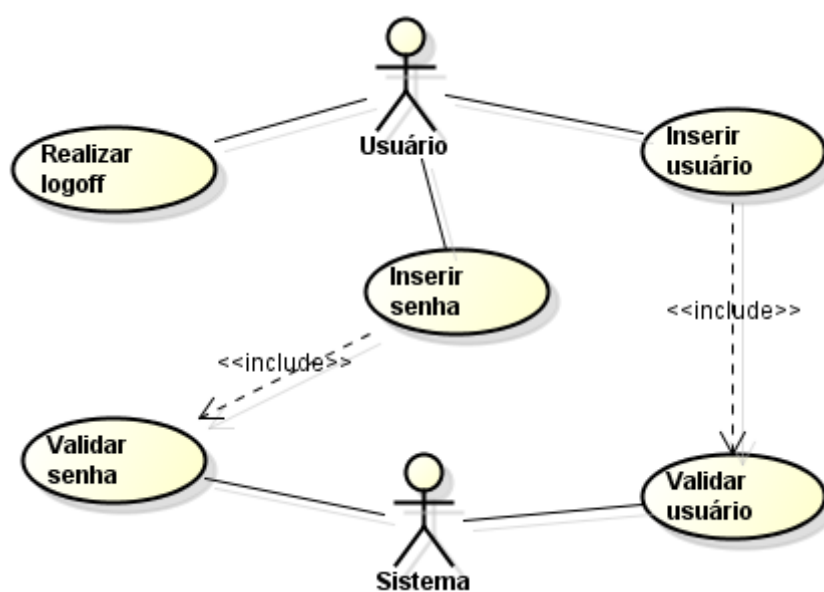 Usuário
Realizar
logoff
Inserir
usuário
Inserir
senha
<<include>>
<<include>>
Validar
senha
Validar
usuário
Sistema